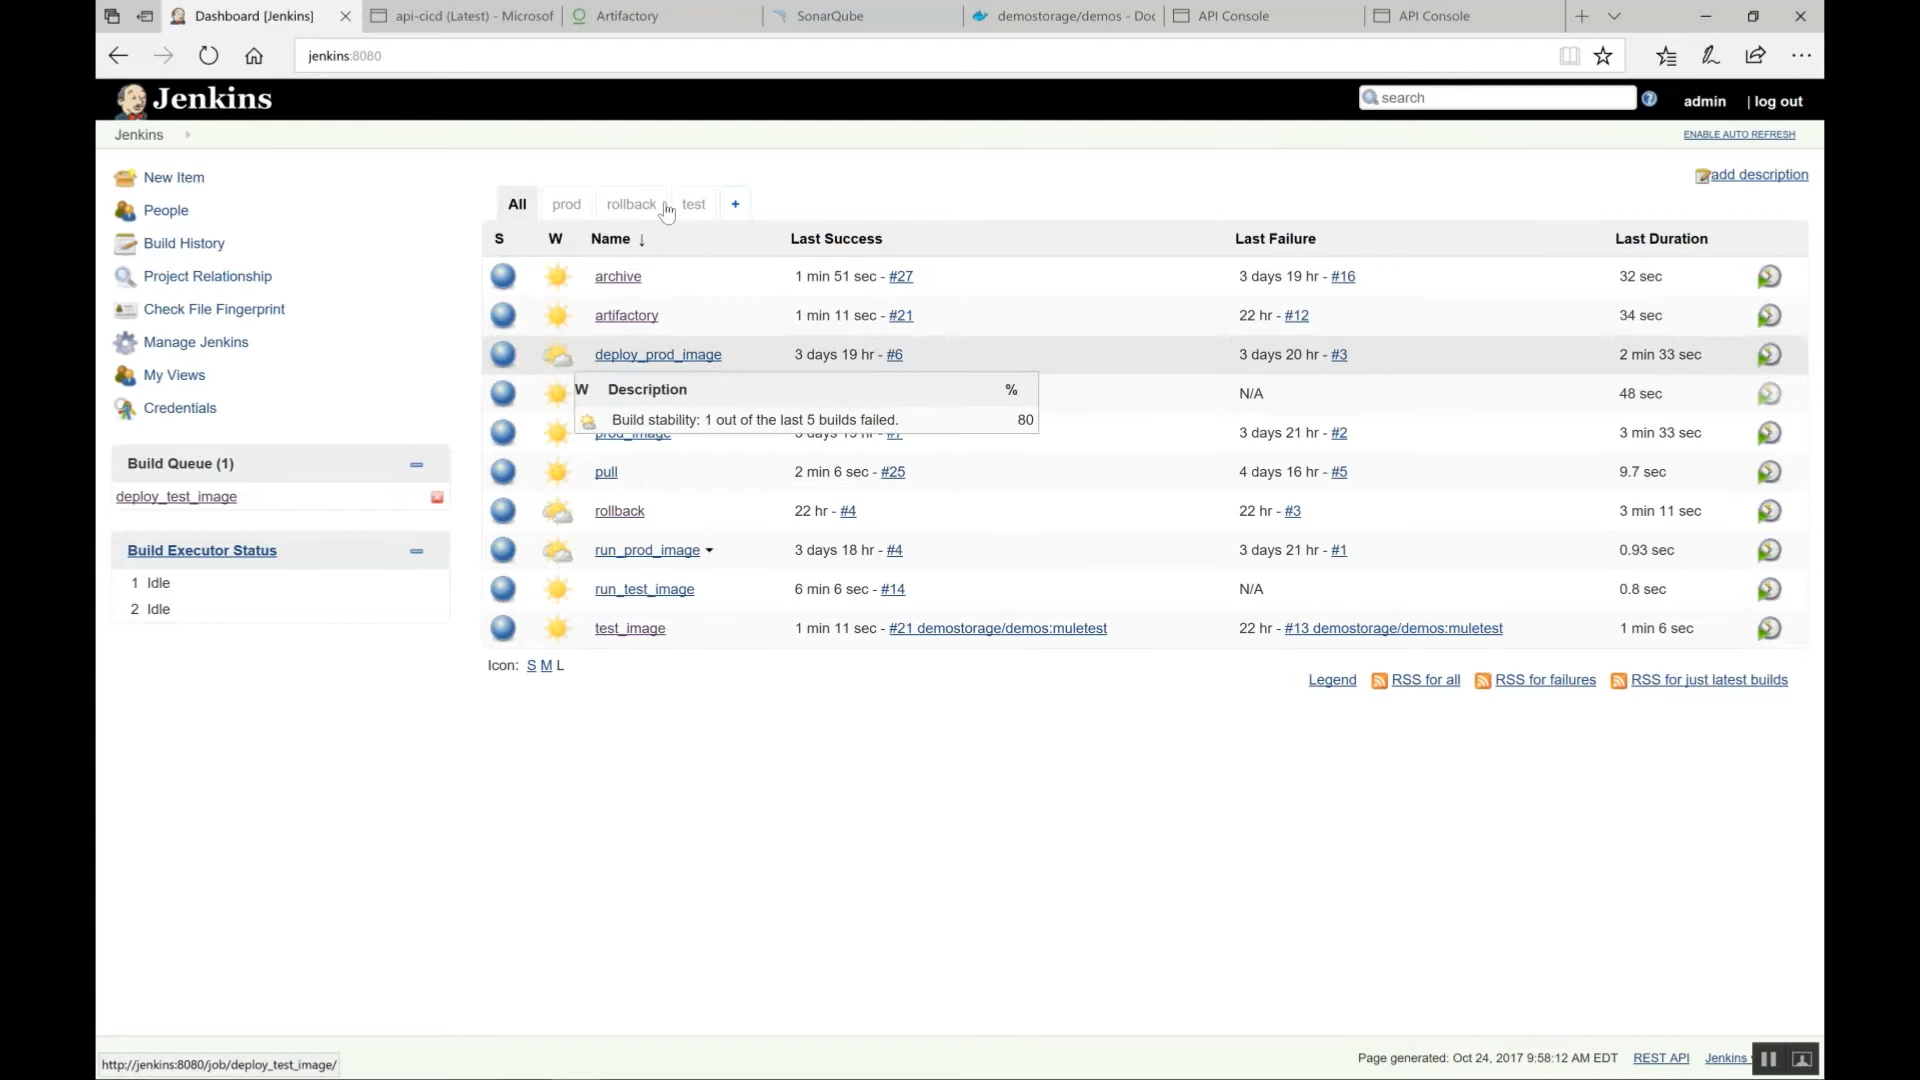 Dashboard [Jenkins]
api-cicd (Latest) - Microsof
Artifactory
SonarQube
demostorage/demos - Doc
API Console
API Console
jenkins:8080
Jenkins
search
admin
| log out
Jenkins
ENABLE AUTO REFRESH
New Item
People
Build History
Project Relationship
Check File Fingerprint
Manage Jenkins
My Views
Credentials
Build Queue (1)
deploy_test_image
Build Executor Status
1 Idle
2 Idle
add description
All prod rollback test +
S W Name ↓ Last Success Last Failure Last Duration
archive 1 min 51 sec - #27 3 days 19 hr - #16 32 sec
artifactory 1 min 11 sec - #21 22 hr - #12 34 sec
deploy_prod_image 3 days 19 hr - #6 3 days 20 hr - #3 2 min 33 sec
W Description %
N/A 48 sec
Build stability: 1 out of the last 5 builds failed. 80
prod_image 3 days 21 hr - #2 3 min 33 sec
pull 2 min 6 sec - #25 4 days 16 hr - #5 9.7 sec
rollback 22 hr - #4 22 hr - #3 3 min 11 sec
run_prod_image 3 days 18 hr - #4 3 days 21 hr - #1 0.93 sec
run_test_image 6 min 6 sec - #14 N/A 0.8 sec
test_image 1 min 11 sec - #21 demostorage/demos:muletest 22 hr - #13 demostorage/demos:muletest 1 min 6 sec
Icon: S M L
Legend RSS for all RSS for failures RSS for just latest builds
http://jenkins:8080/job/deploy_test_image/
Page generated: Oct 24, 2017 9:58:12 AM EDT REST API Jenkins